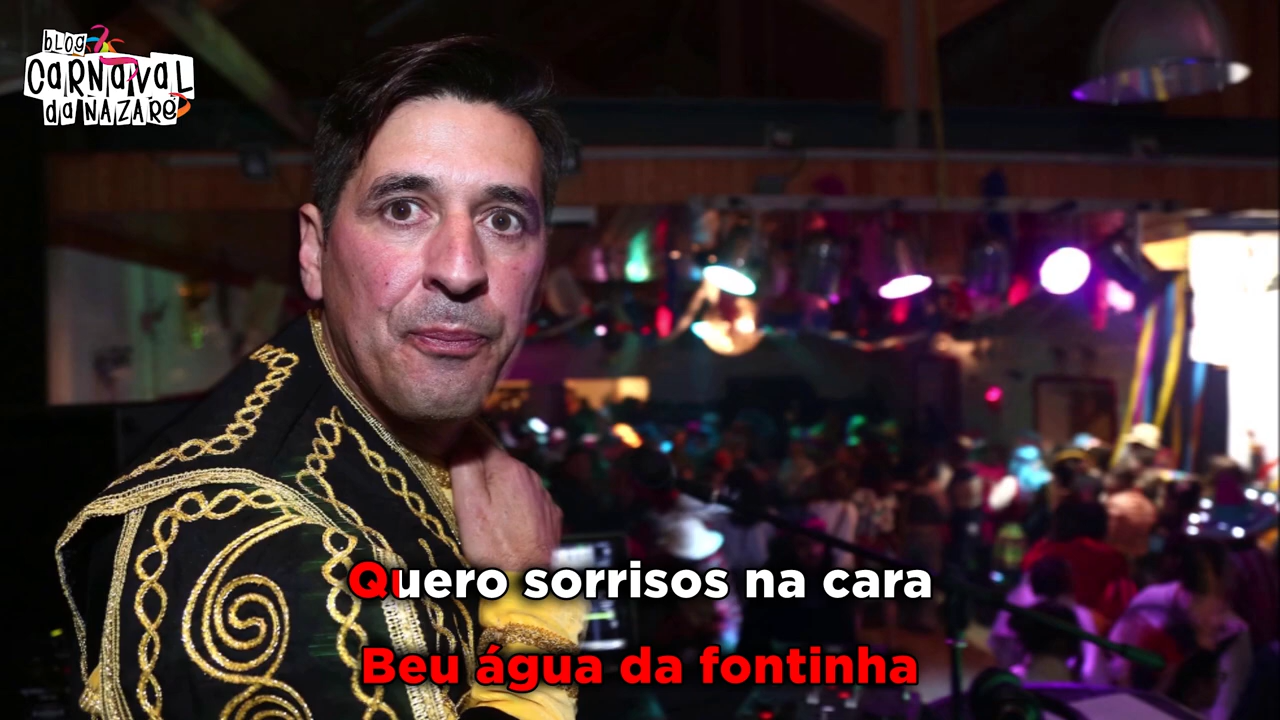 BLOG
CARNAVAL
da NAZARÉ
Quero sorrisos na cara
Beu água da fontinha